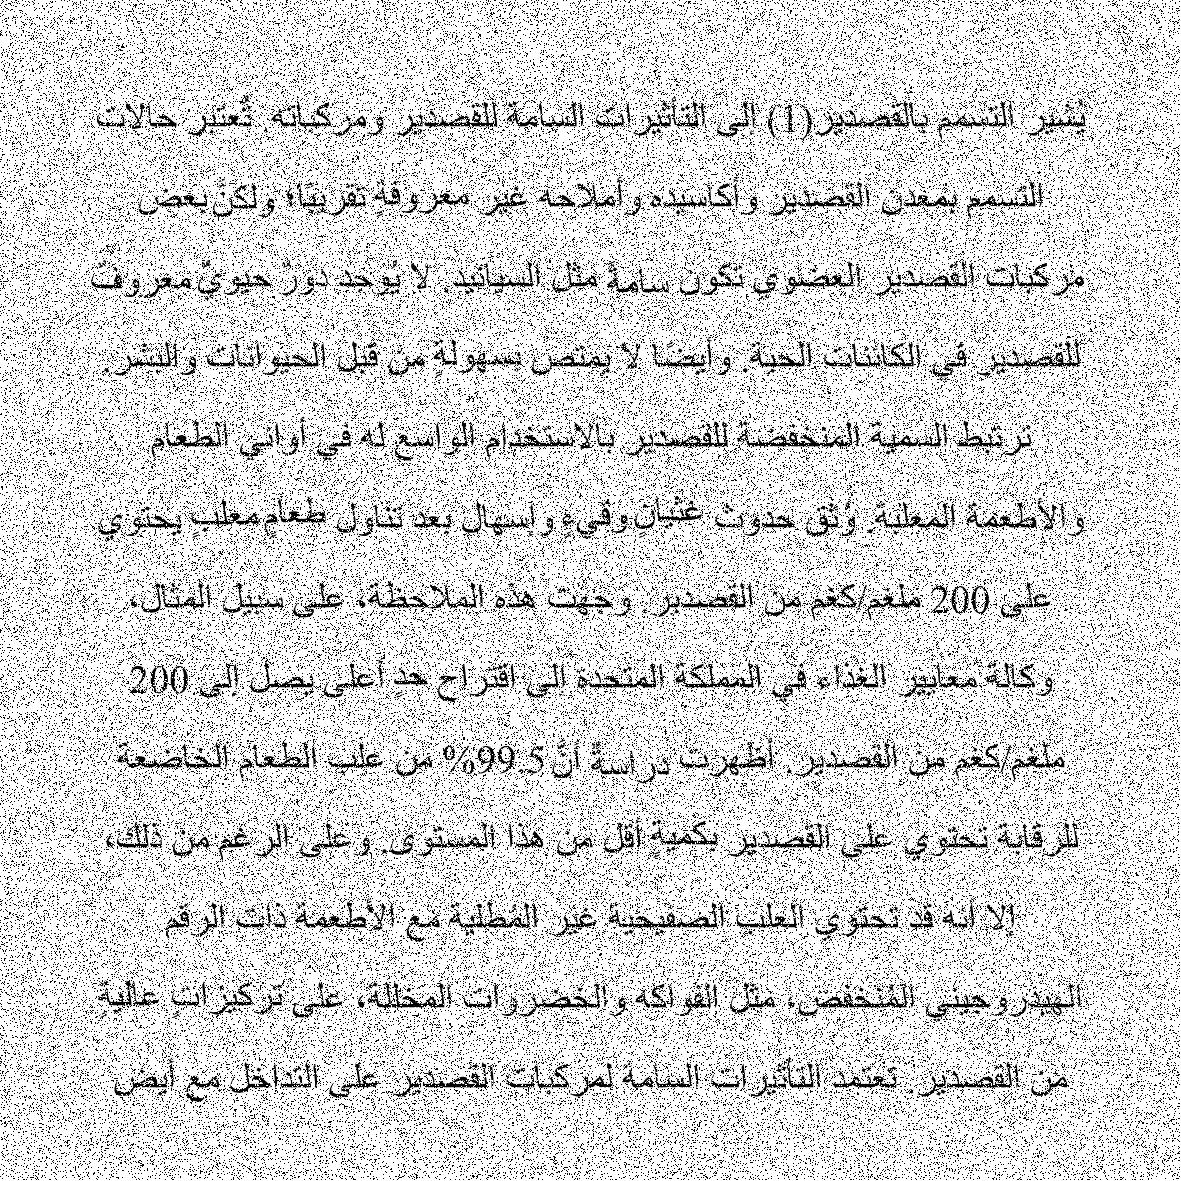 يُشير التسمم بالقصدير(1) الى التأثيرات السامة للقصدير ومركباته. تُعتبر حالات
التسمم بمعدن القصدير وأكاسيده وأملاحه غير معروفةٍ تقريبًا؛ ولكنّ بعض
مركبات القصدير العضوي تكون سامةً مثل السيانيد. لا يُوجد دورٌ حيويٌ معروفٌ
للقصدير في الكائنات الحية. وأيضًا لا يمتص بسهولةٍ من قبل الحيوانات والبشر.
ترتبط السمية المنخفضة للقصدير بالاستخدام الواسع له في أواني الطعام
والأطعمة المعلبة. وُثق حدوث غثيانٍ وقيءٍ وإسهال بعد تناول طعامٍ معلبٍ يحتوي
على 200 ملغم/كغم من القصدير. وجهت هذه الملاحظة، على سبيل المثال،
وكالة معايير الغذاء في المملكة المتحدة الى اقتراح حد أعلى يصل إلى 200
ملغم/كغم من القصدير. أظهرت دراسةٌ أنَّ 99.5% من علب الطعام الخاضعة
للرقابة تحتوي على القصدير بكميةٍ أقل من هذا المستوى. وعلى الرغم من ذلك،
إلا أنه قد تحتوي العلب الصفيحية غير المُطلية مع الأطعمة ذات الرقم
الهيدروجيني المُنخفض، مثل الفواكه والخضروات المخللة، على تركيزاتٍ عاليةٍ
من القصدير. تعتمد التأثيرات السامة لمركبات القصدير على التداخل مع أيض